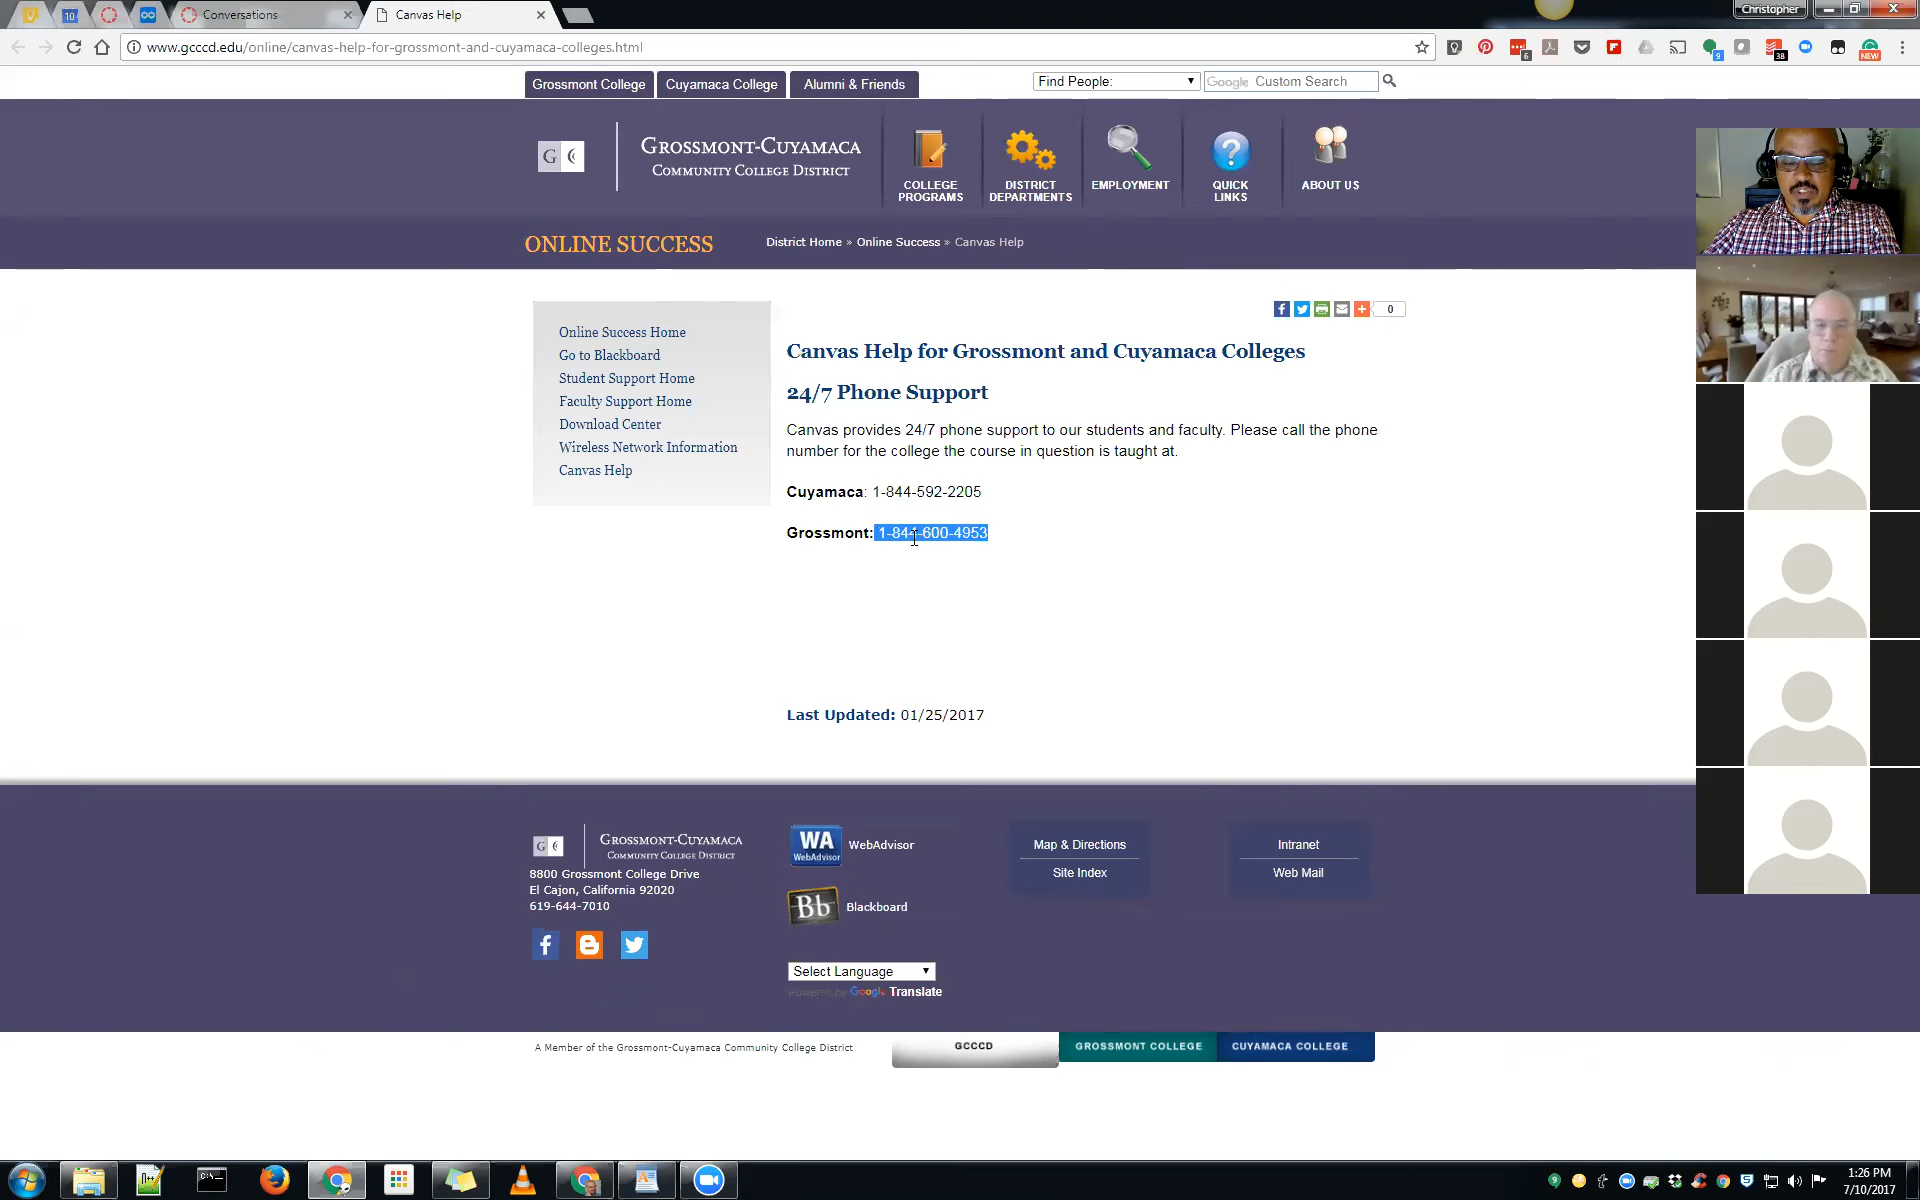 Conversations
Canvas Help
Christopher
www.gcccd.edu/online/canvas-help-for-grossmont-and-cuyamaca-colleges.html
6
9
38
NEW
Grossmont College
Cuyamaca College
Alumni & Friends
Find People:
Google Custom Search
GROSSMONT-CUYAMACA
COMMUNITY COLLEGE DISTRICT
COLLEGE
PROGRAMS
DISTRICT
DEPARTMENTS
EMPLOYMENT
QUICK
LINKS
ABOUT US
ONLINE SUCCESS
District Home » Online Success » Canvas Help
Online Success Home
Go to Blackboard
Student Support Home
Faculty Support Home
Download Center
Wireless Network Information
Canvas Help
0
Canvas Help for Grossmont and Cuyamaca Colleges
24/7 Phone Support
Canvas provides 24/7 phone support to our students and faculty. Please call the phone
number for the college the course in question is taught at.
Cuyamaca: 1-844-592-2205
Grossmont: 1-844-600-4953
Last Updated: 01/25/2017
GROSSMONT-CUYAMACA
COMMUNITY COLLEGE DISTRICT
8800 Grossmont College Drive
El Cajon, California 92020
619-644-7010
WA
WebAdvisor
WebAdvisor
Bb
Blackboard
Map & Directions
Site Index
Intranet
Web Mail
Select Language
Powered by Google Translate
A Member of the Grossmont-Cuyamaca Community College District
GCCCD
GROSSMONT COLLEGE
CUYAMACA COLLEGE
1:26 PM
7/10/2017